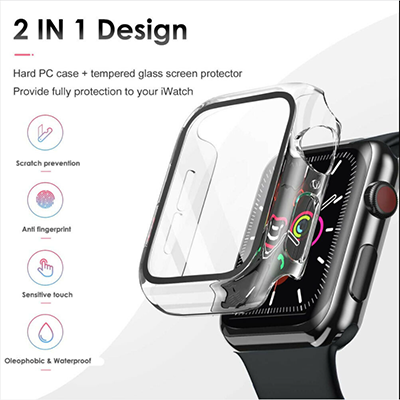 2 IN 1 Design
Hard PC case + tempered glass screen protector
Provide fully protection to your iWatch
Scratch prevention
Anti fingerprint
Sensitive touch
Oleophobic & Waterproof